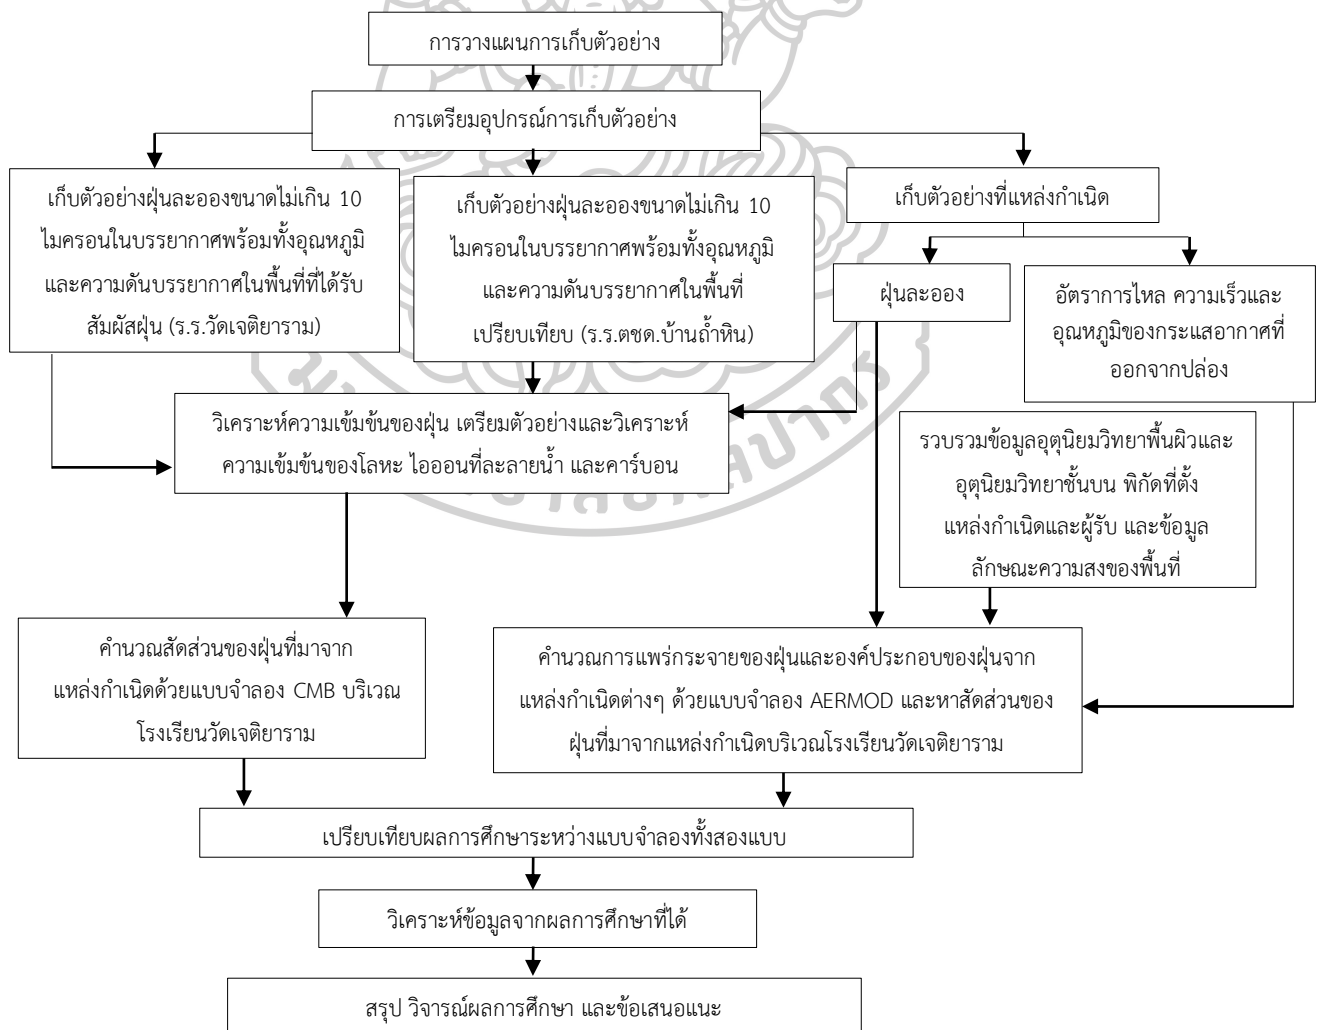 การวางแผนการเก็บตัวอย่าง
การเตรียมอุปกรณ์การเก็บตัวอย่าง
เก็บตัวอย่างฝุ่นละอองขนาดไม่เกิน 10
ไมครอนในบรรยากาศพร้อมทั้งอุณหภูมิ
และความดันบรรยากาศในพื้นที่ที่ได้รับ
สัมผัสฝุ่น (ร.ร.วัดเจติยาราม)
เก็บตัวอย่างฝุ่นละอองขนาดไม่เกิน 10
ไมครอนในบรรยากาศพร้อมทั้งอุณหภูมิ
และความดันบรรยากาศในพื้นที่
เปรียบเทียบ (ร.ร.ตชด.บ้านถ้ำหิน)
เก็บตัวอย่างที่แหล่งกำเนิด
ฝุ่นละออง
อัตราการไหล ความเร็วและ
อุณหภูมิของกระแสอากาศที่
ออกจากปล่อง
วิเคราะห์ความเข้มข้นของฝุ่น เตรียมตัวอย่างและวิเคราะห์
ความเข้มข้นของโลหะ ไอออนที่ละลายน้ำ และคาร์บอน
รวบรวมข้อมูลอุตุนิยมวิทยาพื้นผิวและ
อุตุนิยมวิทยาชั้นบน พิกัดที่ตั้ง
แหล่งกำเนิดและผู้รับ และข้อมูล
ลักษณะความสงของพื้นที่
คำนวณสัดส่วนของฝุ่นที่มาจาก
แหล่งกำเนิดด้วยแบบจำลอง CMB บริเวณ
โรงเรียนวัดเจติยาราม
คำนวณการแพร่กระจายของฝุ่นและองค์ประกอบของฝุ่นจาก
แหล่งกำเนิดต่างๆ ด้วยแบบจำลอง AERMOD และหาสัดส่วนของ
ฝุ่นที่มาจากแหล่งกำเนิดบริเวณโรงเรียนวัดเจติยาราม
เปรียบเทียบผลการศึกษาระหว่างแบบจำลองทั้งสองแบบ
วิเคราะห์ข้อมูลจากผลการศึกษาที่ได้
สรุป วิจารณ์ผลการศึกษา และข้อเสนอแนะ